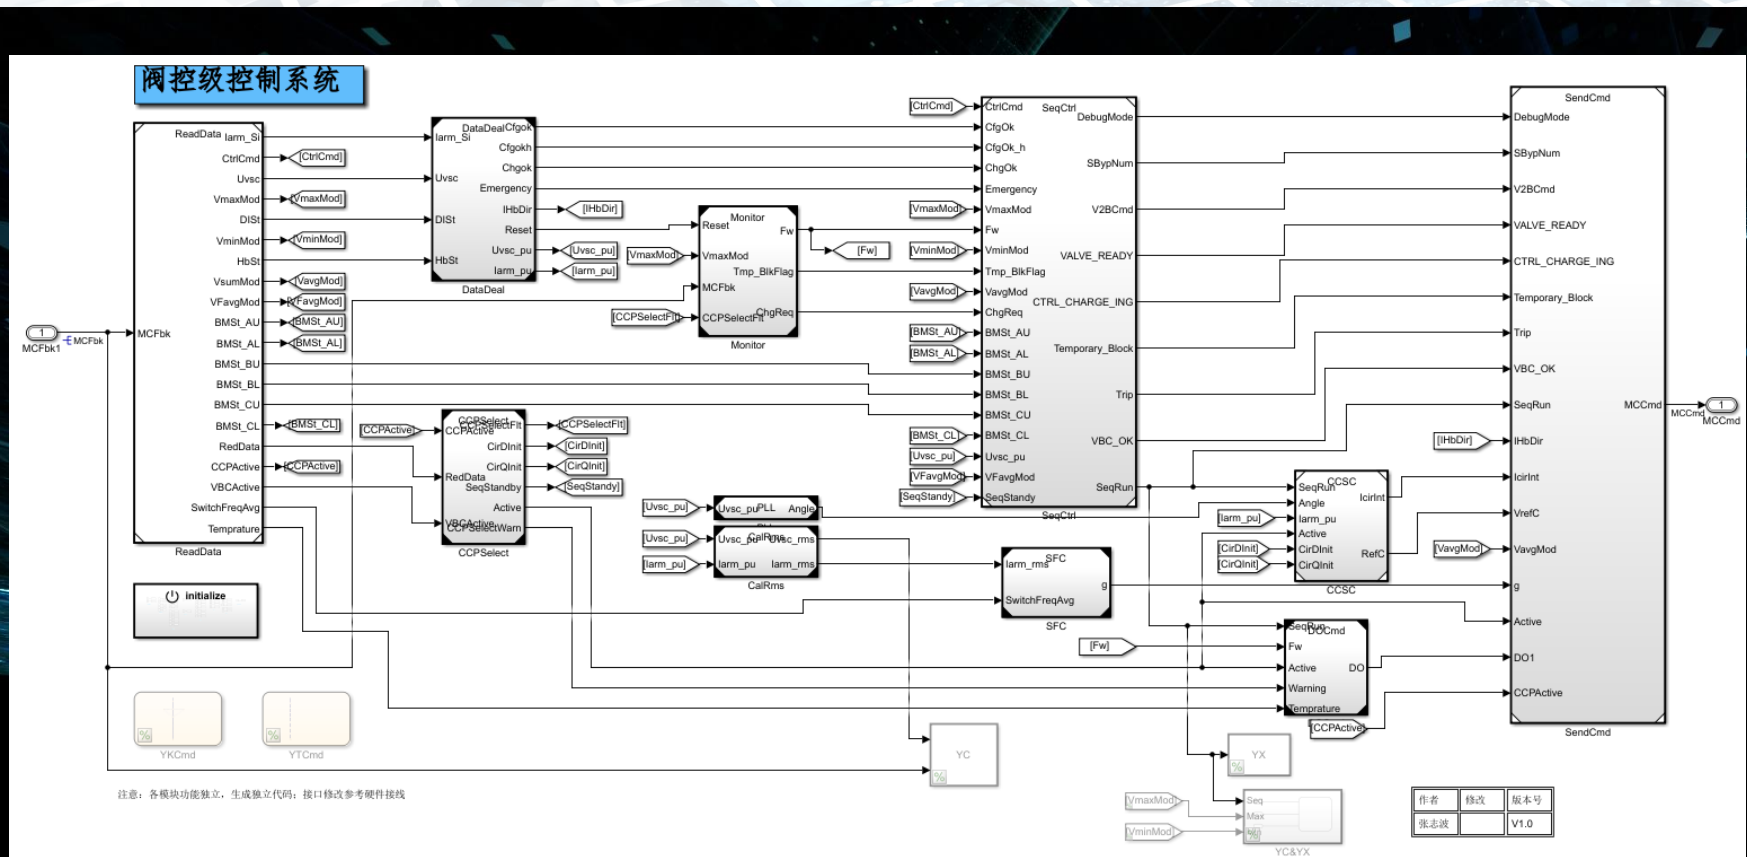 阀控级控制系统
1
MCFbk1
MCFbk
MCFbk
ReadData
Iarm_Si
CtrlCmd
Uvsc
VmaxMod
DISt
VminMod
HbSt
VsumMod
VFavgMod
BMSt_AU
BMSt_AL
BMSt_BU
BMSt_BL
BMSt_CU
BMSt_CL
RedData
CCPActive
VBCActive
SwitchFreqAvg
Temprature
ReadData
[CtrlCmd]
[VmaxMod]
[VminMod]
[VavgMod]
[VFavgMod]
[BMSt_AU]
[BMSt_AL]
[BMSt_CL]
[CCPActive]
initialize
YKCmd
YTCmd
注意：各模块功能独立，生成独立代码；接口修改参考硬件接线
DataDeal
Iarm_Si
Uvsc
DISt
HbSt
Cfgok
Cfgokh
Chgok
Emergency
IHbDir
Reset
Uvsc_pu
Iarm_pu
DataDeal
[IHbDir]
[Uvsc_pu]
[Iarm_pu]
[VmaxMod]
[CCPSelectFlt]
Monitor
Reset
VmaxMod
MCFbk
CCPSelectFlt
Fw
Tmp_BlkFlag
ChgReq
Monitor
[Fw]
[CCPActive]
CCPSelect
CCPActive
RedData
VBCActive
CCPSelectFlt
CirDInit
CirQInit
SeqStandby
Active
CCPSelectWarn
CCPSelect
[CCPSelectFlt]
[CirDInit]
[CirQInit]
[SeqStandy]
[Uvsc_pu]
Uvsc_pu
PLL
Angle
[Uvsc_pu]
[Iarm_pu]
CalRms
Uvsc_pu
Iarm_pu
Uvsc_rms
Iarm_rms
CalRms
SFC
Iarm_rms
SwitchFreqAvg
g
SFC
[CtrlCmd]
[VmaxMod]
[VminMod]
[VavgMod]
[BMSt_AU]
[BMSt_AL]
[BMSt_CL]
[Uvsc_pu]
[VFavgMod]
[SeqStandy]
SeqCtrl
CtrlCmd
CfgOk
CfgOk_h
ChgOk
Emergency
VmaxMod
Fw
VminMod
Tmp_BlkFlag
VavgMod
ChgReq
BMSt_AU
BMSt_AL
BMSt_BU
BMSt_BL
BMSt_CU
BMSt_CL
Uvsc_pu
VFavgMod
SeqStandy
DebugMode
SBypNum
V2BCmd
VALVE_READY
CTRL_CHARGE_ING
Temporary_Block
Trip
VBC_OK
SeqRun
SeqCtrl
[Iarm_pu]
[CirDInit]
[CirQInit]
CCSC
SeqRun
Angle
Iarm_pu
Active
CirDInit
CirQInit
IcirInt
RefC
CCSC
[Fw]
DOCmd
SeqRun
Fw
Active
Warning
Temprature
DO
[CCPActive]
[IHbDir]
[VavgMod]
SendCmd
DebugMode
SBypNum
V2BCmd
VALVE_READY
CTRL_CHARGE_ING
Temporary_Block
Trip
VBC_OK
SeqRun
IHbDir
IcirInt
VrefC
VavgMod
g
Active
DO1
CCPActive
MCCmd
SendCmd
MCCmd
1
MCCmd
YC
YX
[VmaxMod]
[VminMod]
Seq
Max
YC&YX
作者 修改 版本号
张志波 V1.0